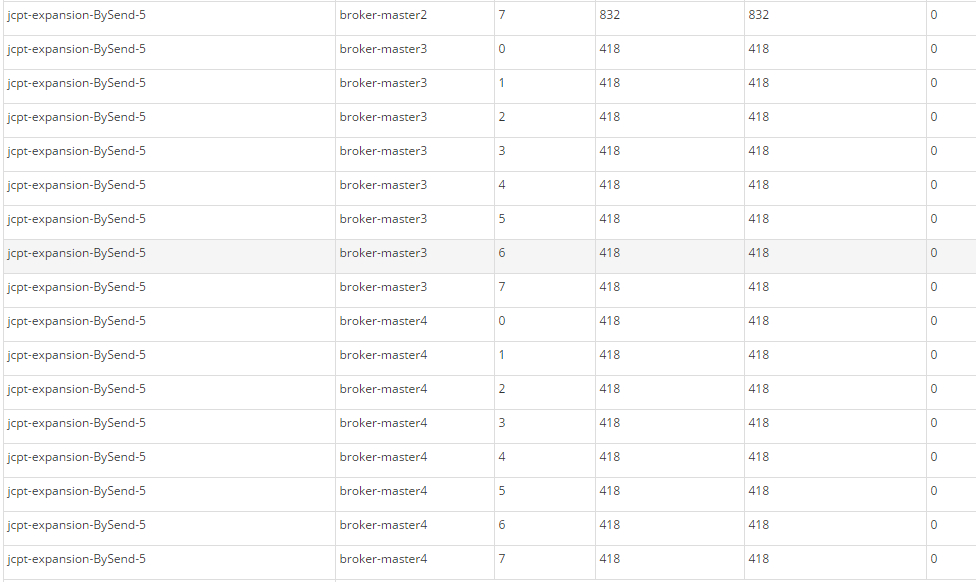 jcpt-expansion-BySend-5 broker-master2 7 832 832 0
jcpt-expansion-BySend-5 broker-master3 0 418 418 0
jcpt-expansion-BySend-5 broker-master3 1 418 418 0
jcpt-expansion-BySend-5 broker-master3 2 418 418 0
jcpt-expansion-BySend-5 broker-master3 3 418 418 0
jcpt-expansion-BySend-5 broker-master3 4 418 418 0
jcpt-expansion-BySend-5 broker-master3 5 418 418 0
jcpt-expansion-BySend-5 broker-master3 6 418 418 0
jcpt-expansion-BySend-5 broker-master3 7 418 418 0
jcpt-expansion-BySend-5 broker-master4 0 418 418 0
jcpt-expansion-BySend-5 broker-master4 1 418 418 0
jcpt-expansion-BySend-5 broker-master4 2 418 418 0
jcpt-expansion-BySend-5 broker-master4 3 418 418 0
jcpt-expansion-BySend-5 broker-master4 4 418 418 0
jcpt-expansion-BySend-5 broker-master4 5 418 418 0
jcpt-expansion-BySend-5 broker-master4 6 418 418 0
jcpt-expansion-BySend-5 broker-master4 7 418 418 0